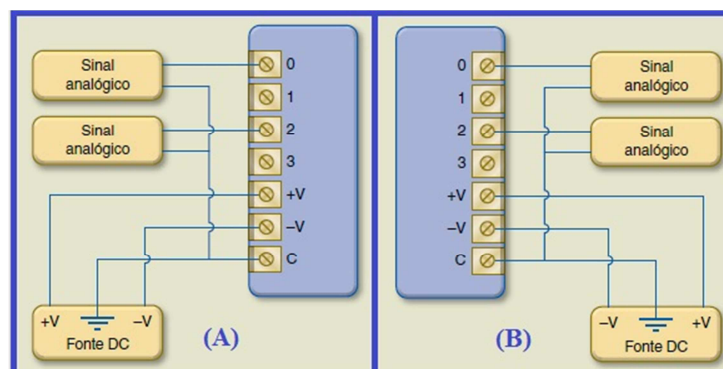 Sinal
analógico
Sinal
analógico
0
1
2
3
+V
–V
C
+V
–V
Fonte DC
(A)
0
1
2
3
+V
–V
C
Sinal
analógico
Sinal
analógico
–V
+V
Fonte DC
(B)